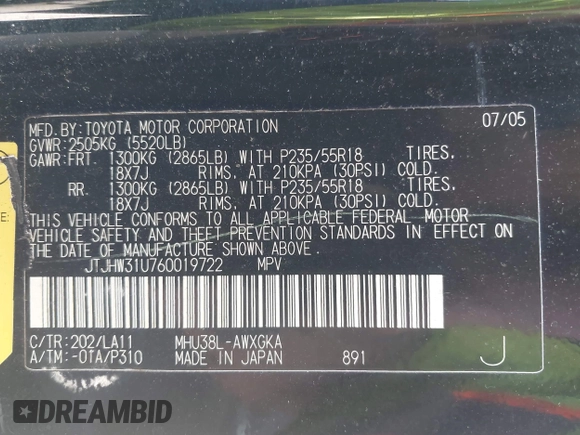 MFD.BY:TOYOTA MOTOR CORPORATION 07/05
GVWR:2505KG (5520LB)
GAWR:FRT. 1300KG (2865LB) WITH P235/55R18 TIRES,
18X7J RIMS, AT 210KPA (30PSI) COLD.
RR. 1300KG (2865LB) WITH P235/55R18 TIRES,
18X7J RIMS, AT 210KPA (30PSI) COLD.
THIS VEHICLE CONFORMS TO ALL APPLICABLE FEDERAL MOTOR
VEHICLE SAFETY AND THEFT PREVENTION STANDARDS IN EFFECT ON
THE DATE OF MANUFACTURE SHOWN ABOVE.
JTJHW31U760019722 MPV
C/TR:202/LA11 MHU38L-AWXGKA
A/TM:-01A/P310 MADE IN JAPAN 891 J
DREAMBID